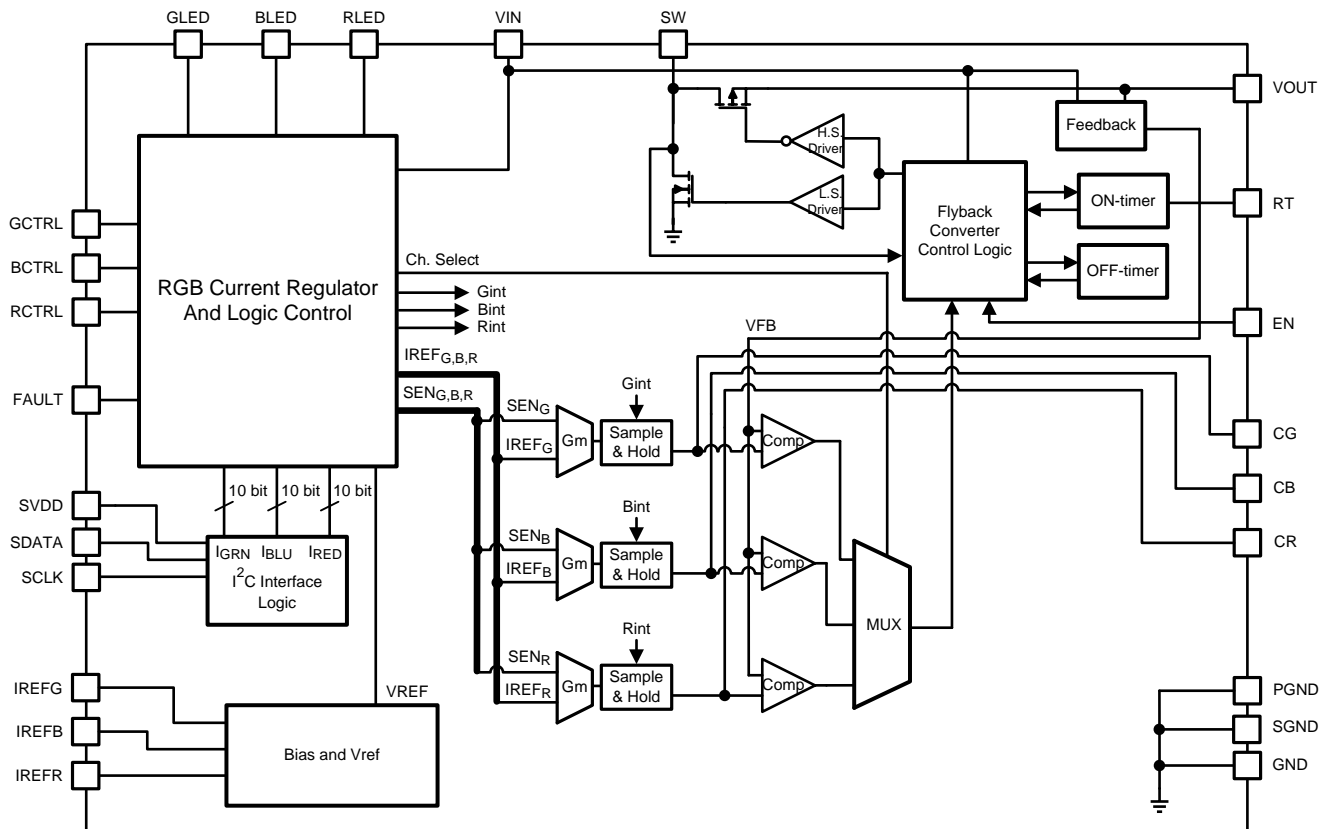 GLED BLED RLED VIN SW
VOUT
Feedback
H.S.
Driver
L.S.
Driver
Flyback
Converter
Control Logic
ON-timer
RT
OFF-timer
EN
GCTRL
BCTRL
RCTRL
FAULT
RGB Current Regulator
And Logic Control
Ch. Select
Gint
Bint
Rint
IREFG,B,R
SENG,B,R
VFB
SENG
IREFG
Gm
Gint
Sample
& Hold
Comp
CG
CB
CR
10 bit 10 bit 10 bit
SVDD
SDATA
SCLK
IGRN IBLU IRED
I2C Interface
Logic
SENB
IREFB
Gm
Bint
Sample
& Hold
Comp
MUX
SENR
IREFR
Gm
Rint
Sample
& Hold
Comp
IREFG
IREFB
IREFR
VREF
Bias and Vref
PGND
SGND
GND